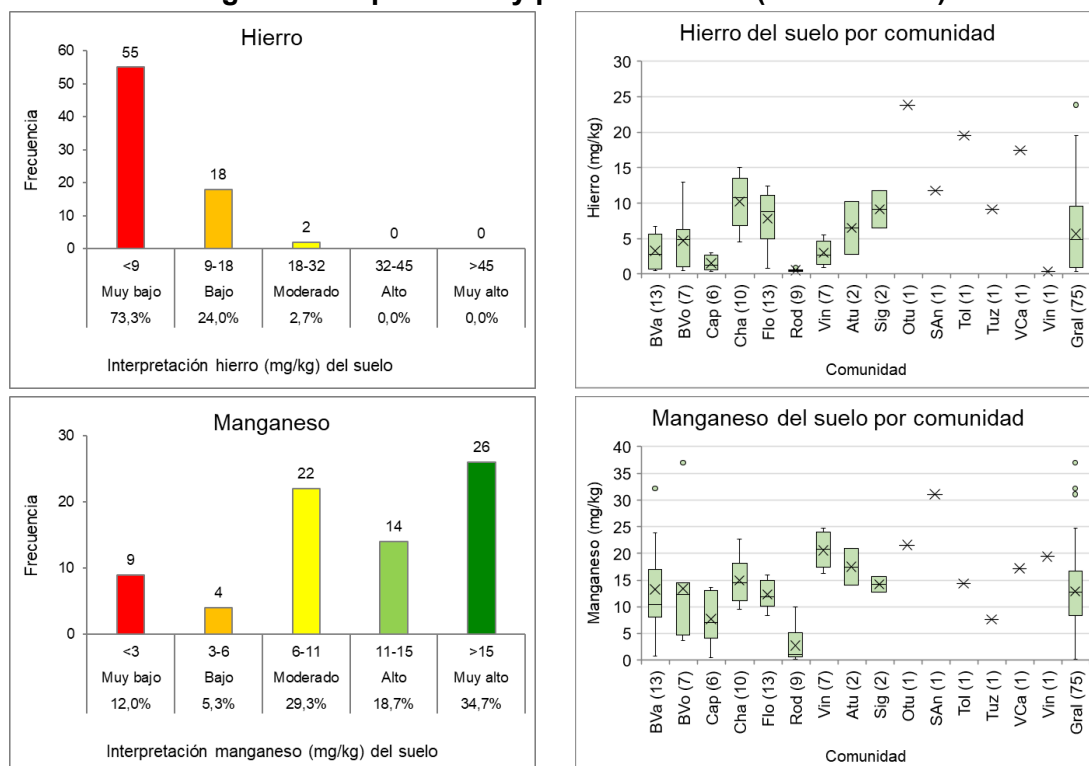 Hierro
60
50
40
30
20
10
0
Frecuencia
55
18
2
0
0
<9 9-18 18-32 32-45 >45
Muy bajo Bajo Moderado Alto Muy alto
73,3% 24,0% 2,7% 0,0% 0,0%
Interpretación hierro (mg/kg) del suelo
Hierro del suelo por comunidad
30
25
20
15
10
5
0
Hierro (mg/kg)
BVa (13)
BVo (7)
Cap (6)
Cha (10)
Flo (13)
Rod (9)
Vin (7)
Atu (2)
Sig (2)
Otu (1)
SAn (1)
Tol (1)
Tuz (1)
VCa (1)
Vin (1)
Gral (75)
Comunidad
Manganeso
30
20
10
0
Frecuencia
9
4
22
14
26
<3 3-6 6-11 11-15 >15
Muy bajo Bajo Moderado Alto Muy alto
12,0% 5,3% 29,3% 18,7% 34,7%
Interpretación manganeso (mg/kg) del suelo
Manganeso del suelo por comunidad
40
35
30
25
20
15
10
5
0
Manganeso (mg/kg)
BVa (13)
BVo (7)
Cap (6)
Cha (10)
Flo (13)
Rod (9)
Vin (7)
Atu (2)
Sig (2)
Otu (1)
SAn (1)
Tol (1)
Tuz (1)
VCa (1)
Vin (1)
Gral (75)
Comunidad